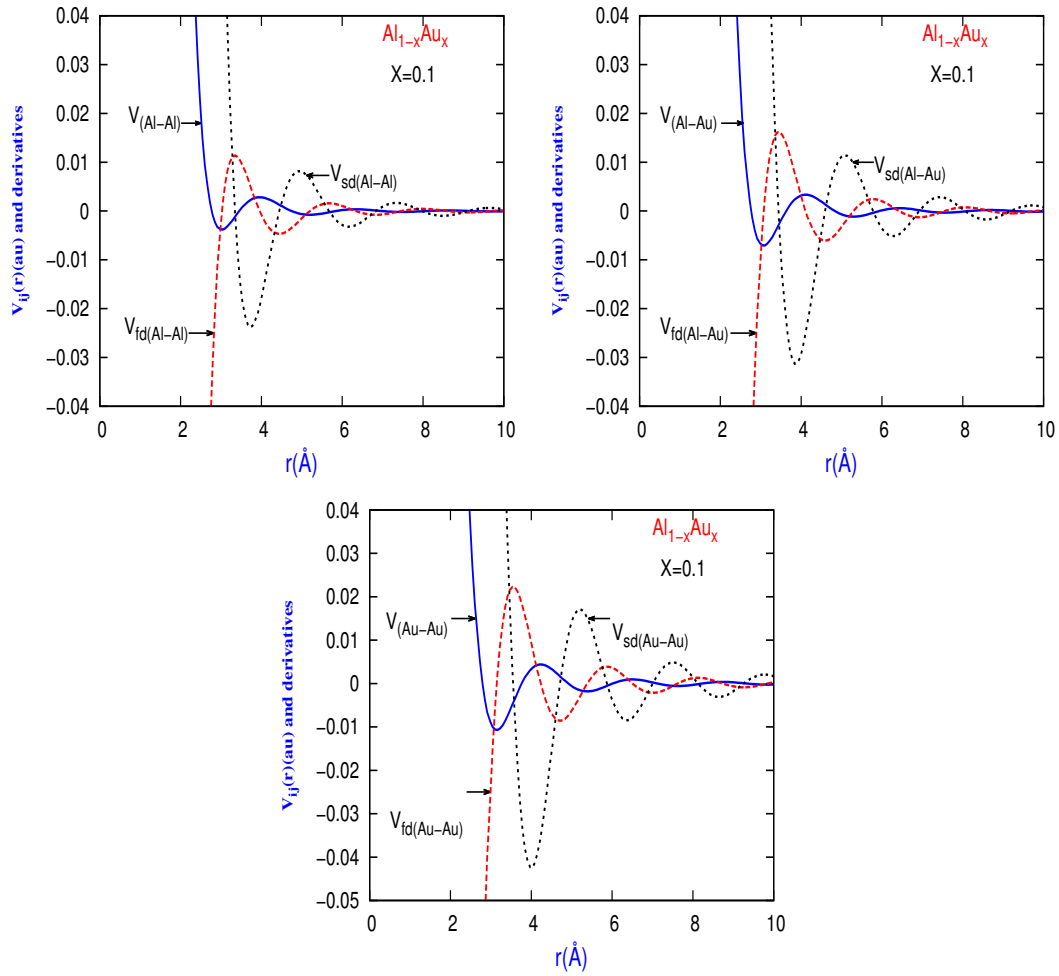 0.04
0.03
0.02
0.01
0
−0.01
−0.02
−0.03
−0.04
0 2 4 6 8 10
V_ij(r)(au) and derivatives
r(Å)
Al_1−xAu_x
X=0.1
V_(Al−Al)
V_sd(Al−Al)
V_fd(Al−Al)
0.04
0.03
0.02
0.01
0
−0.01
−0.02
−0.03
−0.04
0 2 4 6 8 10
V_ij(r)(au) and derivatives
r(Å)
Al_1−xAu_x
X=0.1
V_(Al−Au)
V_sd(Al−Au)
V_fd(Al−Au)
0.04
0.03
0.02
0.01
0
−0.01
−0.02
−0.03
−0.04
−0.05
0 2 4 6 8 10
V_ij(r)(au) and derivatives
r(Å)
Al_1−xAu_x
X=0.1
V_(Au−Au)
V_sd(Au−Au)
V_fd(Au−Au)